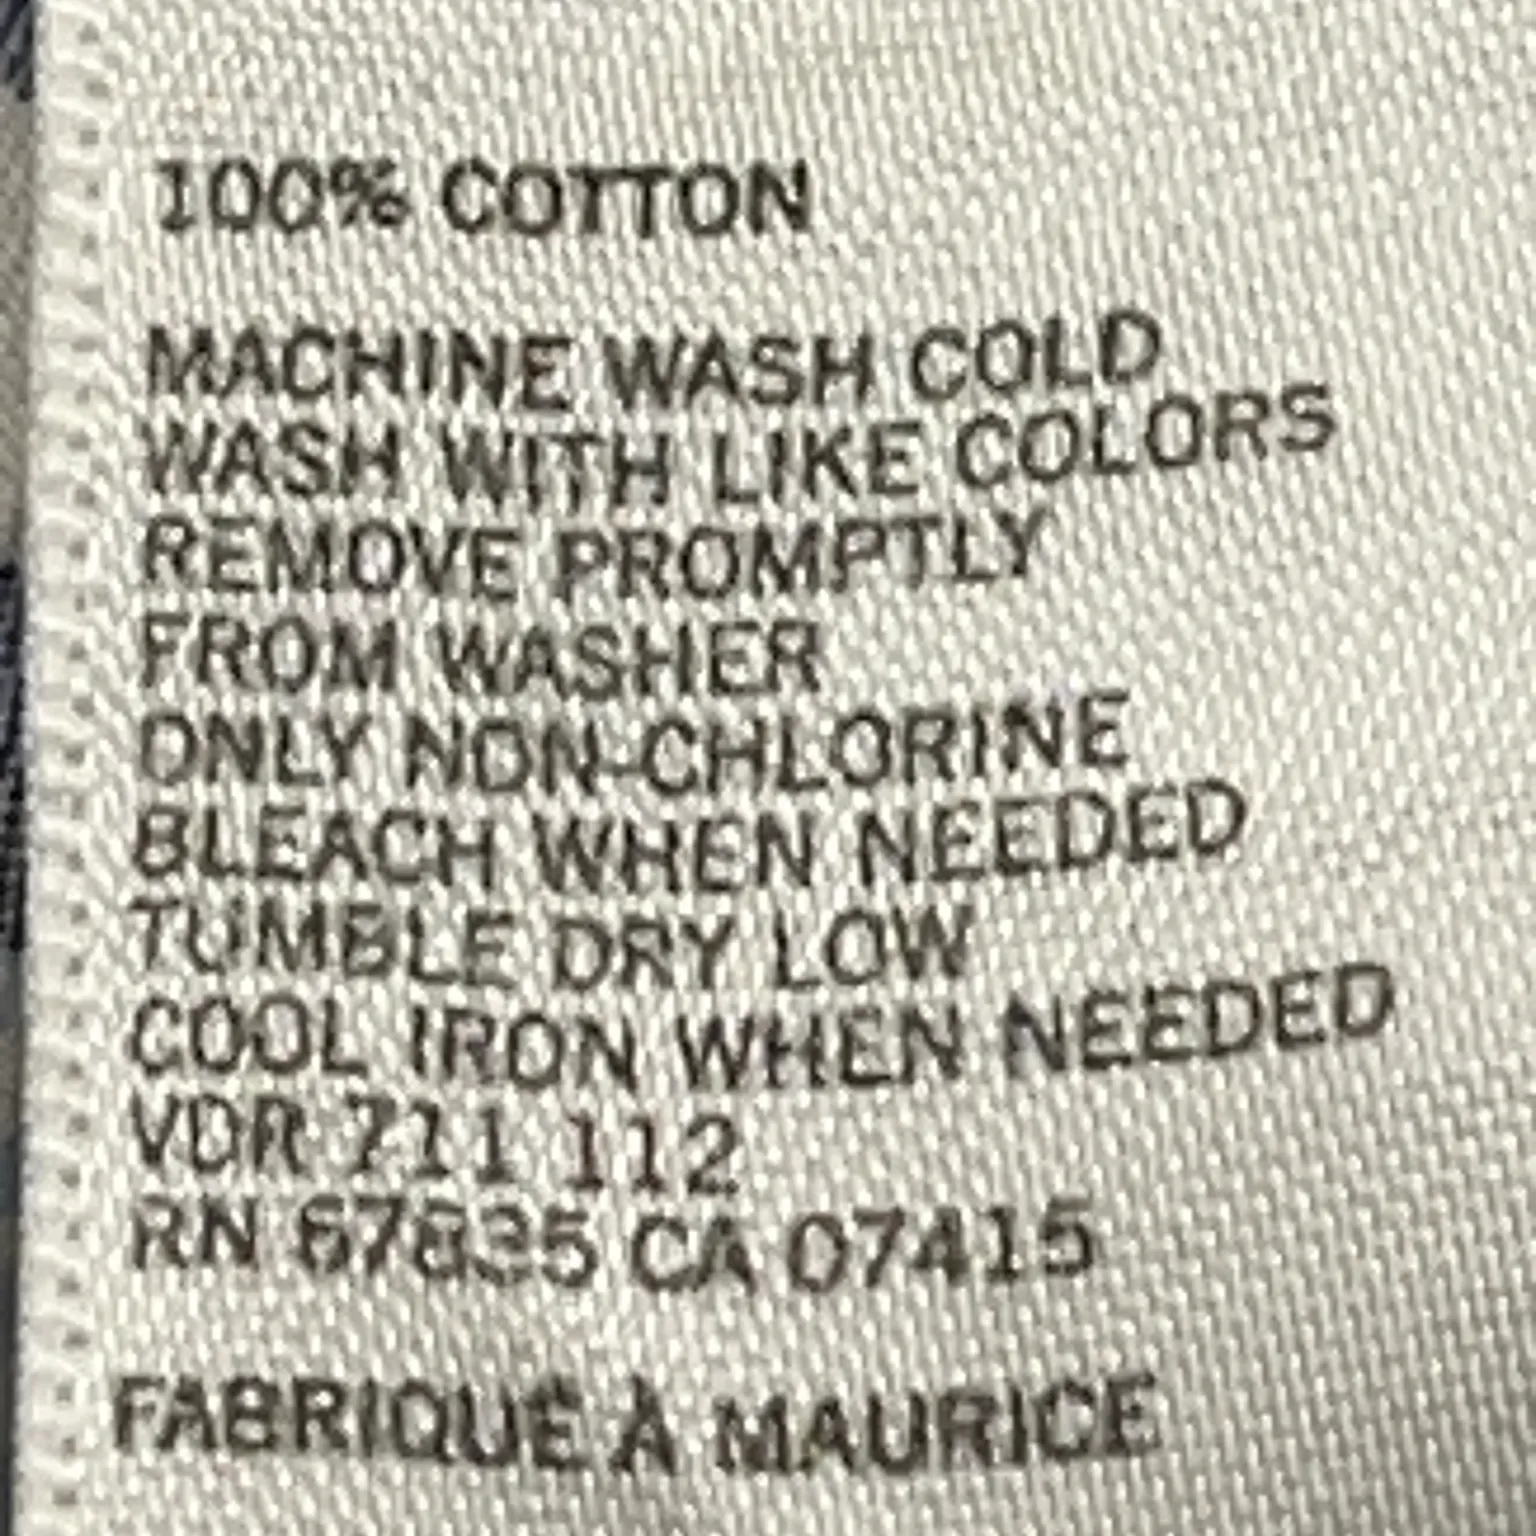 100% COTTON
MACHINE WASH COLD
WASH WITH LIKE COLORS
REMOVE PROMPTLY
FROM WASHER
ONLY NON-CHLORINE
BLEACH WHEN NEEDED
TUMBLE DRY LOW
COOL IRON WHEN NEEDED
VDR 711 112
RN 67835 CA 07415
FABRIQUÉ À MAURICE